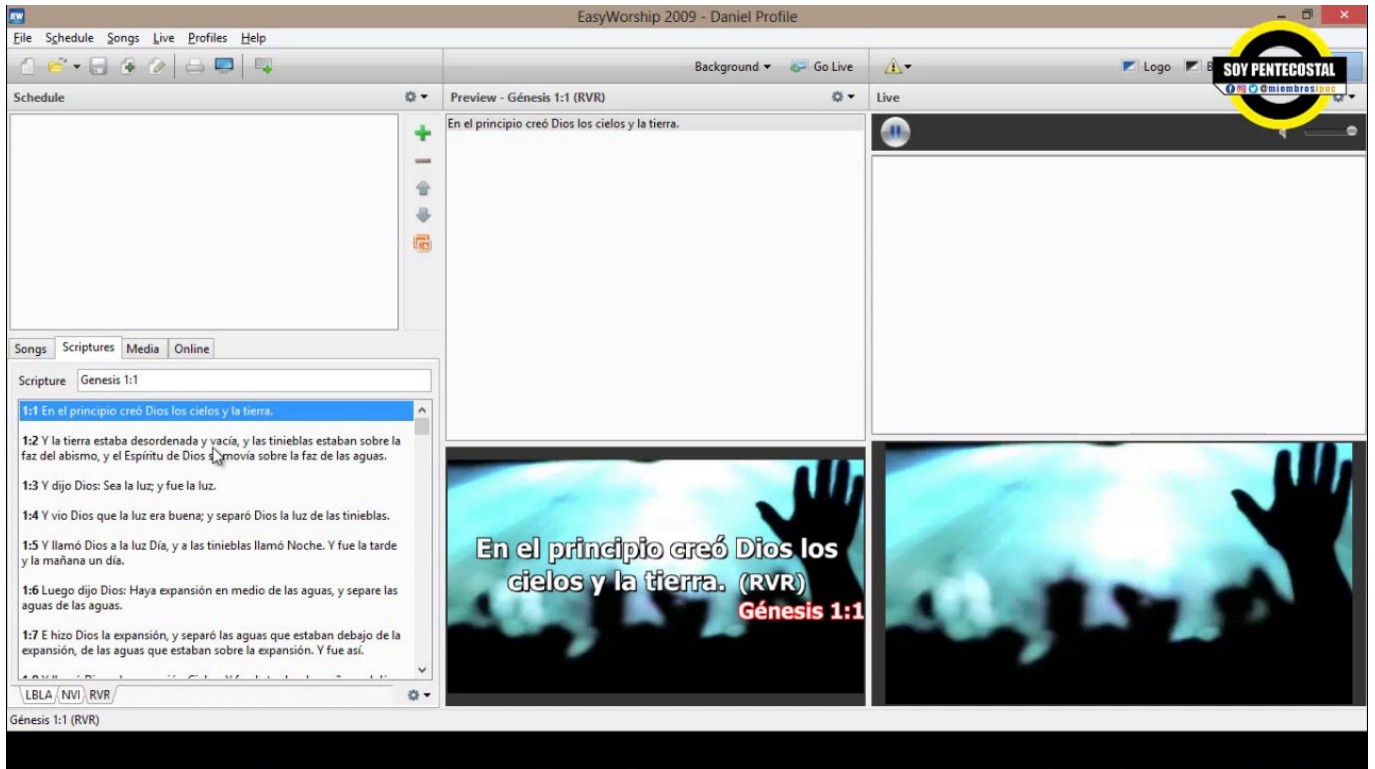 EW
EasyWorship 2009 - Daniel Profile
File Schedule Songs Live Profiles Help
Background Go Live
Logo
SOY PENTECOSTAL
@miembrosipuc
Schedule
Preview - Génesis 1:1 (RVR)
Live
En el principio creó Dios los cielos y la tierra.
Songs Scriptures Media Online
Scripture Genesis 1:1
1:1 En el principio creó Dios los cielos y la tierra.
1:2 Y la tierra estaba desordenada y vacía, y las tinieblas estaban sobre la
faz del abismo, y el Espíritu de Dios se movía sobre la faz de las aguas.
1:3 Y dijo Dios: Sea la luz; y fue la luz.
1:4 Y vio Dios que la luz era buena; y separó Dios la luz de las tinieblas.
1:5 Y llamó Dios a la luz Día, y a las tinieblas llamó Noche. Y fue la tarde
y la mañana un día.
1:6 Luego dijo Dios: Haya expansión en medio de las aguas, y separe las
aguas de las aguas.
1:7 E hizo Dios la expansión, y separó las aguas que estaban debajo de la
expansión, de las aguas que estaban sobre la expansión. Y fue así.
LBLA NVI RVR
Génesis 1:1 (RVR)
En el principio creó Dios los
cielos y la tierra. (RVR)
Génesis 1:1